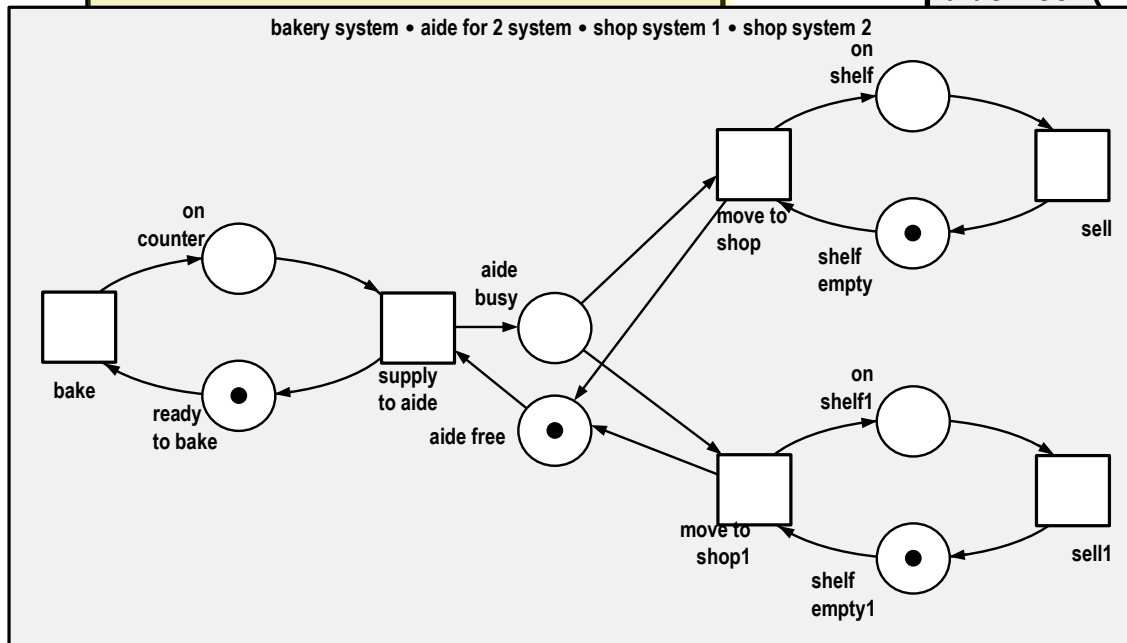 bakery system • aide for 2 system • shop system 1 • shop system 2
on
shelf
move to
shop
sell
shelf
empty
on
counter
aide
busy
bake
supply
to aide
ready
to bake
aide free
on
shelf1
move to
shop1
sell1
shelf
empty1